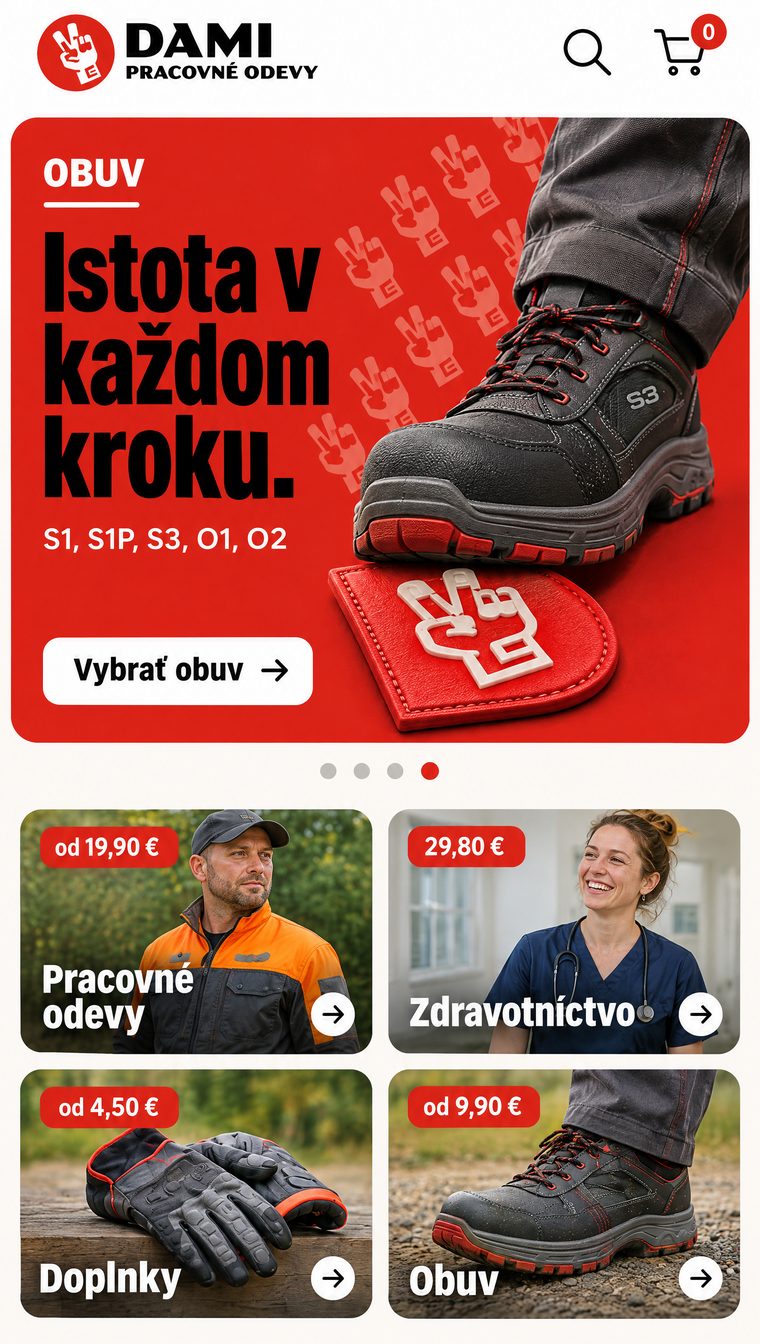 DAMI
PRACOVNÉ ODEVY
0
OBUV
Istota v
každom
kroku.
S1, S1P, S3, O1, O2
Vybrať obuv
S3
od 19,90 €
Pracovné
odevy
29,80 €
Zdravotníctvo
od 4,50 €
Doplnky
od 9,90 €
Obuv